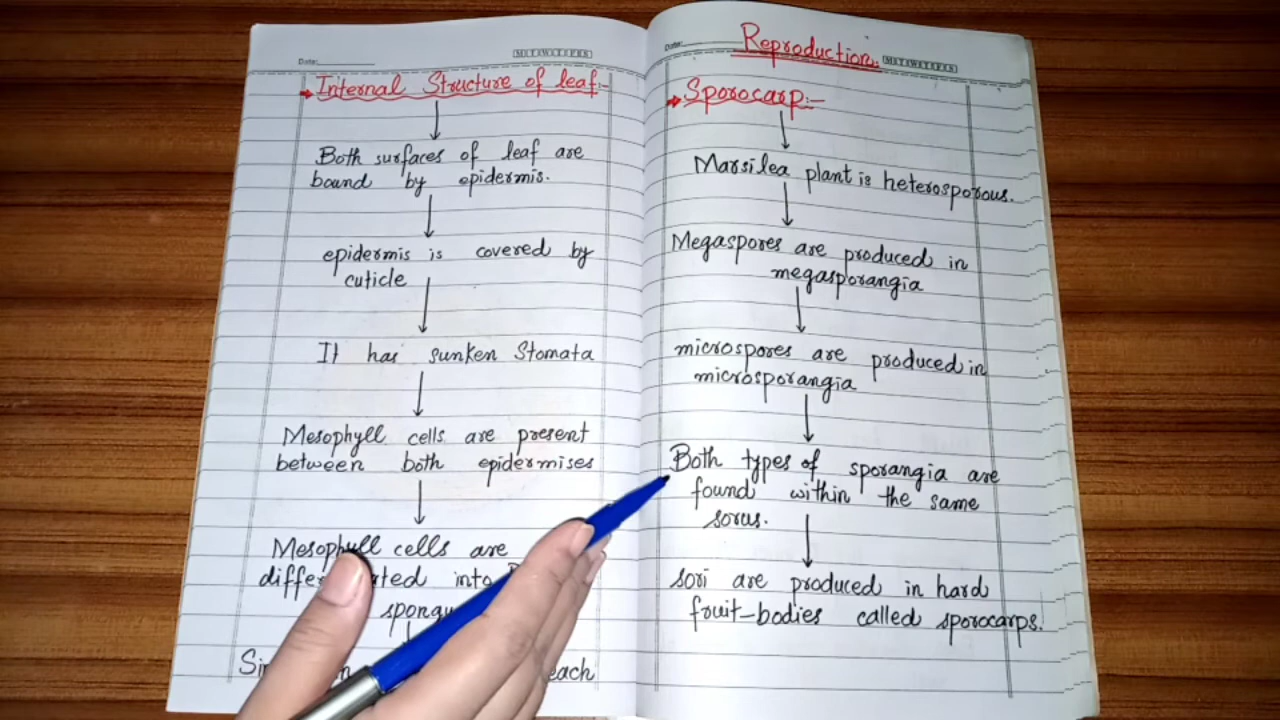 Date:
MTWTFSS
Internal Structure of leaf:-
Both surfaces of leaf are
bound by epidermis.
epidermis is covered by
cuticle
It has sunken Stomata
Mesophyll cells are present
between both epidermises
Mesophyll cells are
into
each
Date:
Reproduction:
MTWTFSS
Sporocarp:-
Marsilea plant is heterosporous.
Megaspores are produced in
megasporangia
microspores are produced in
microsporangia
Both types of sporangia are
found within the same
sorus.
sori are produced in hard
fruit-bodies called sporocarps.